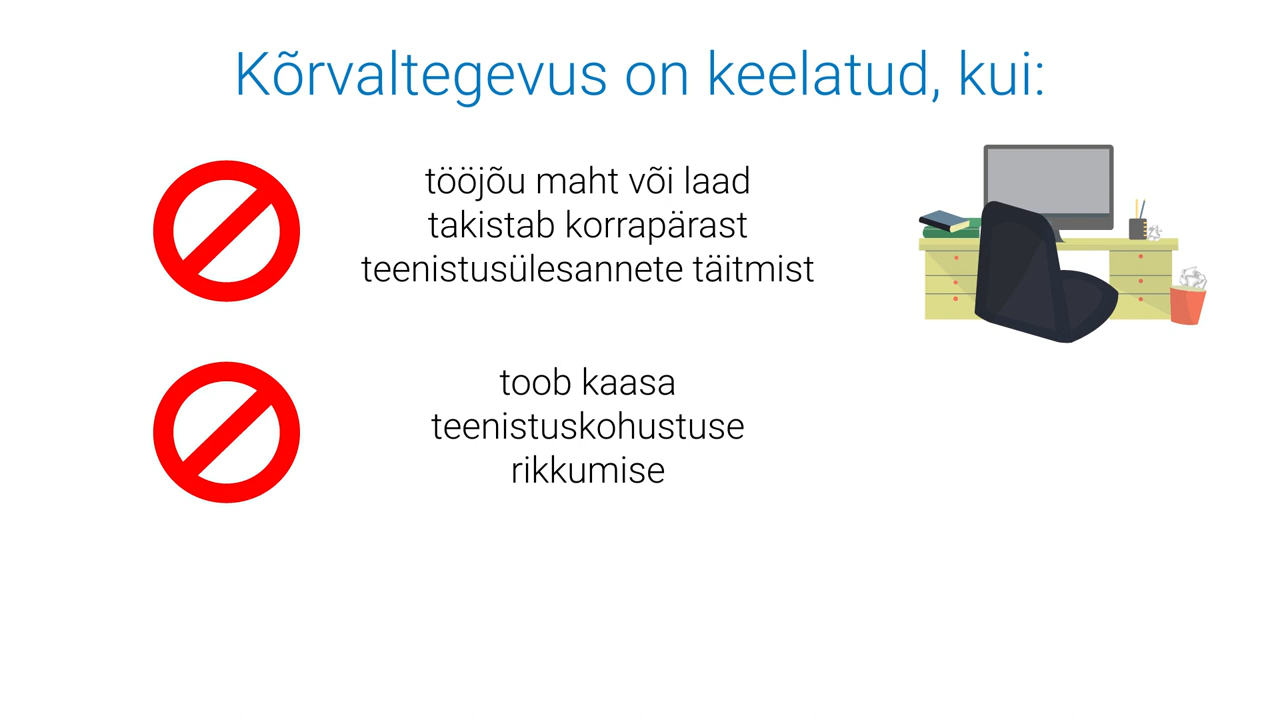 Kõrvaltegevus on keelatud, kui:
tööjõu maht või laad
takistab korrapärast
teenistusülesannete täitmist
toob kaasa
teenistuskohustuse
rikkumise